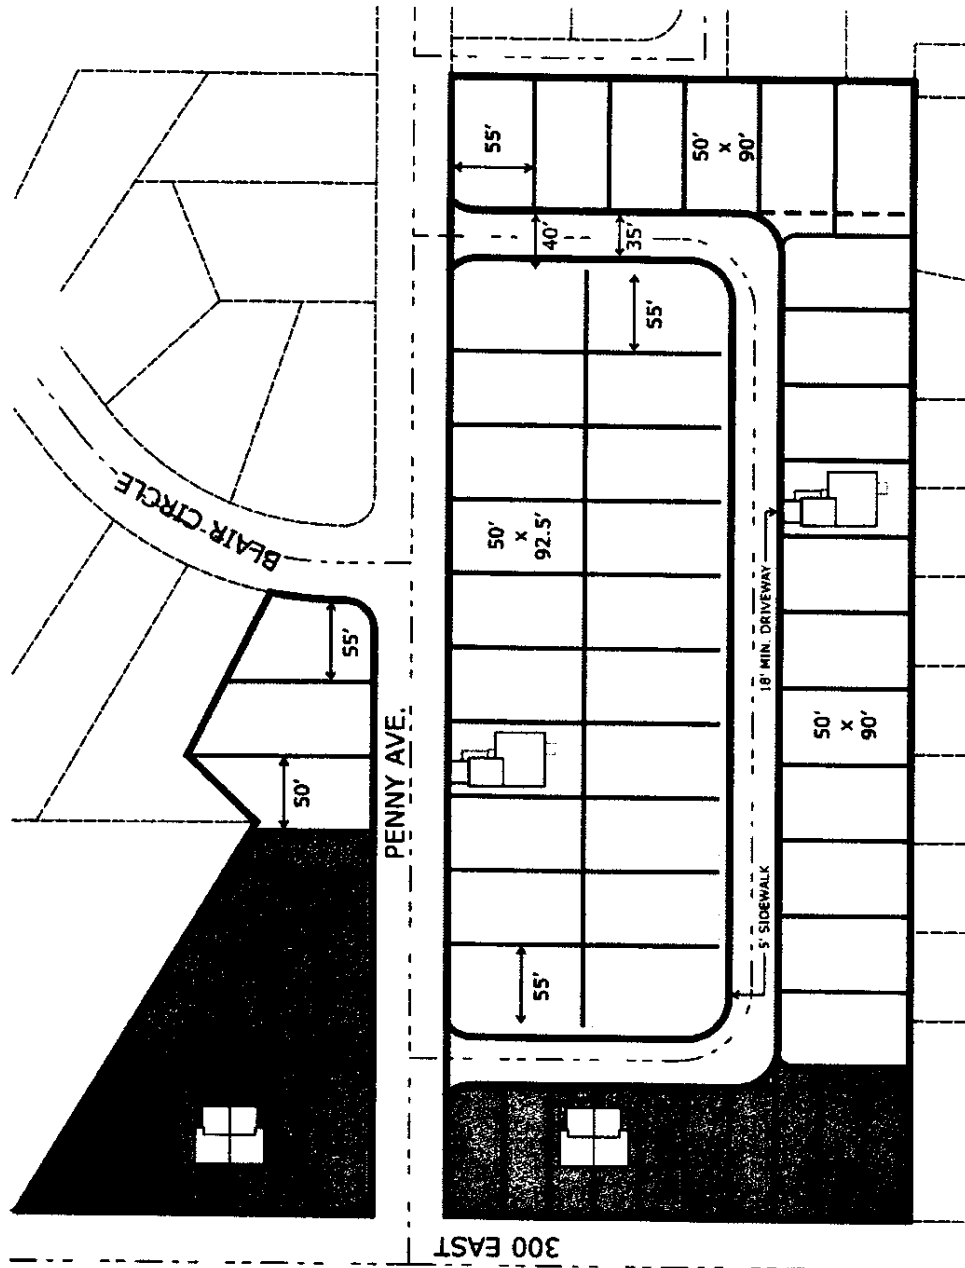 55'
50'
x
90'
40'
35'
55'
BLAIR CIRCLE
50'
x
92.5'
55'
18' MIN. DRIVEWAY
PENNY AVE.
50'
50'
x
90'
5' SIDEWALK
55'
300 EAST